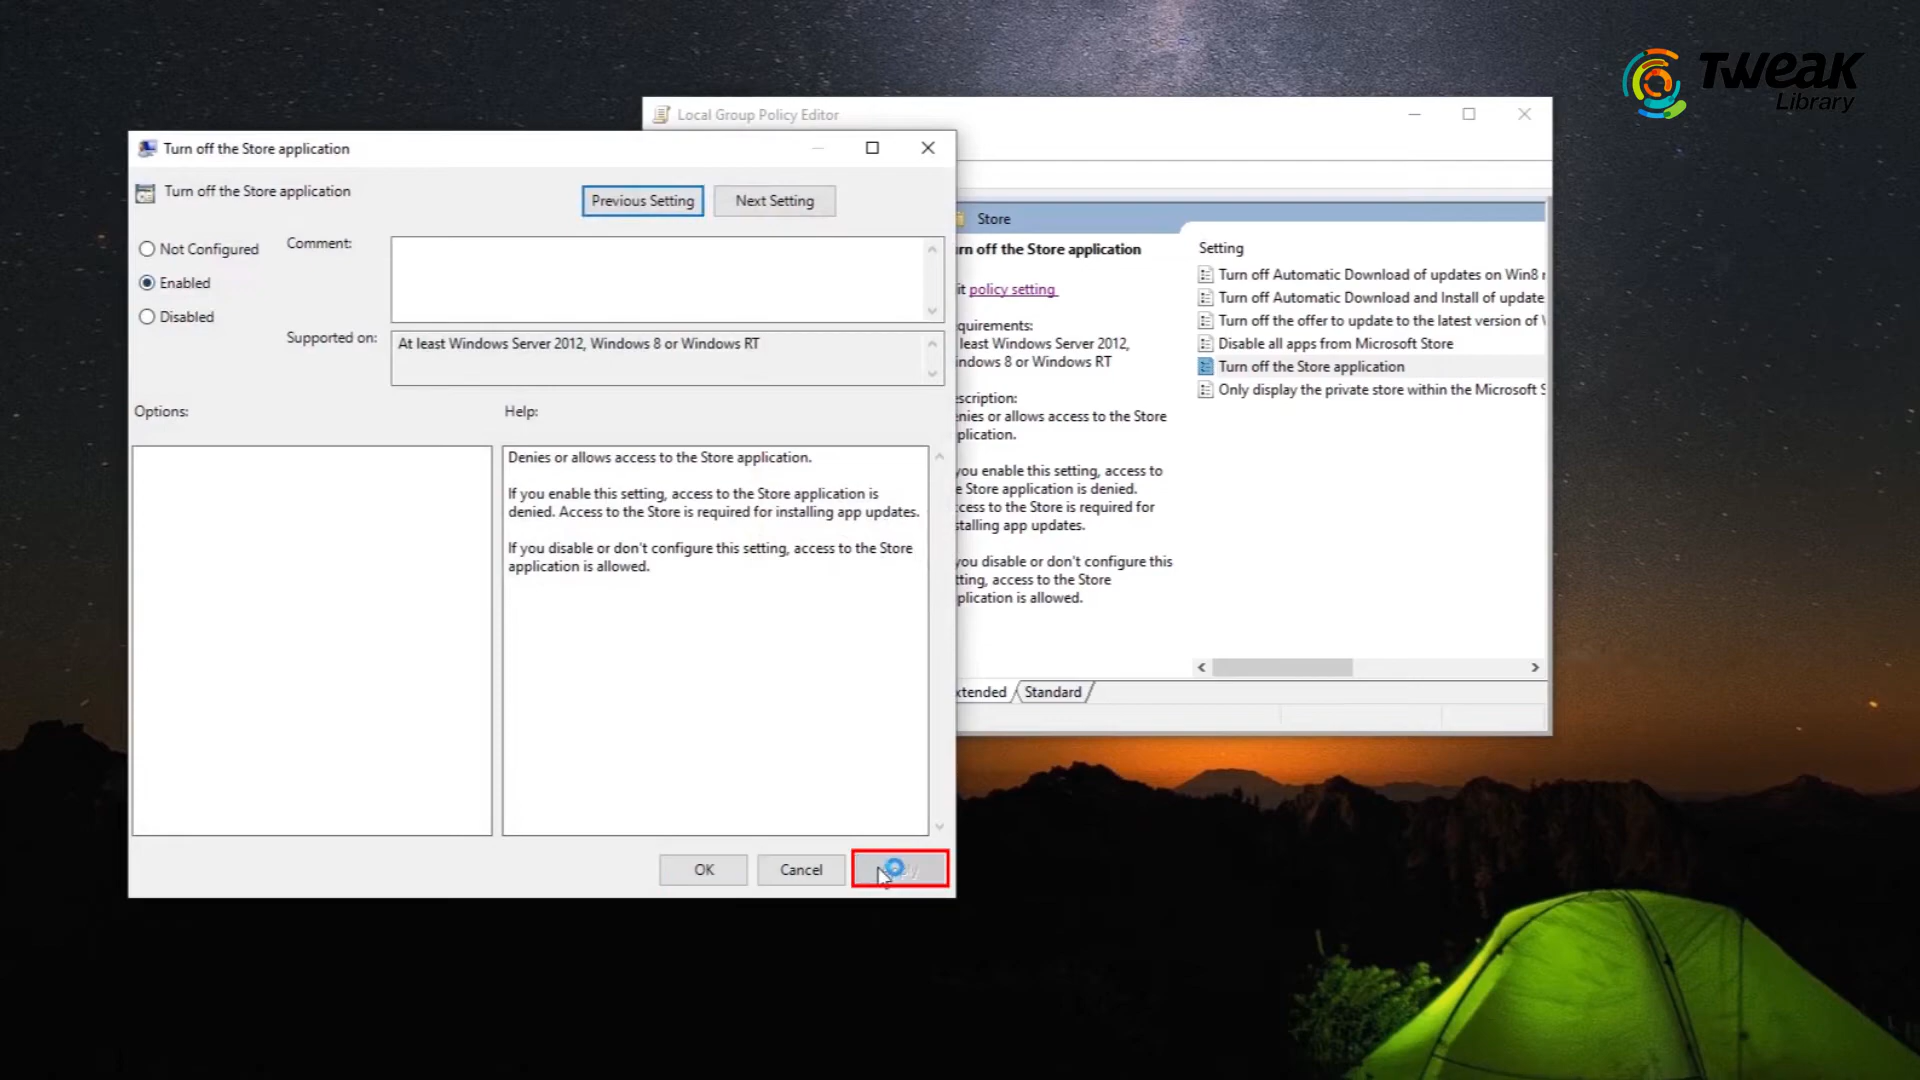 TWEAK
Library
Local Group Policy Editor
Turn off the Store application
Turn off the Store application
Previous Setting
Next Setting
Not Configured
Enabled
Disabled
Comment:
Supported on:
At least Windows Server 2012, Windows 8 or Windows RT
Options:
Help:
Denies or allows access to the Store application.
If you enable this setting, access to the Store application is
denied. Access to the Store is required for installing app updates.
If you disable or don't configure this setting, access to the Store
application is allowed.
OK
Cancel
Store
rn off the Store application
it policy setting
quirements:
least Windows Server 2012,
indows 8 or Windows RT
scription:
enies or allows access to the Store
plication.
you enable this setting, access to
e Store application is denied.
ccess to the Store is required for
stalling app updates.
you disable or don't configure this
tting, access to the Store
plication is allowed.
Setting
Turn off Automatic Download of updates on Win8
Turn off Automatic Download and Install of update
Turn off the offer to update to the latest version of
Disable all apps from Microsoft Store
Turn off the Store application
Only display the private store within the Microsoft S
xtended
Standard